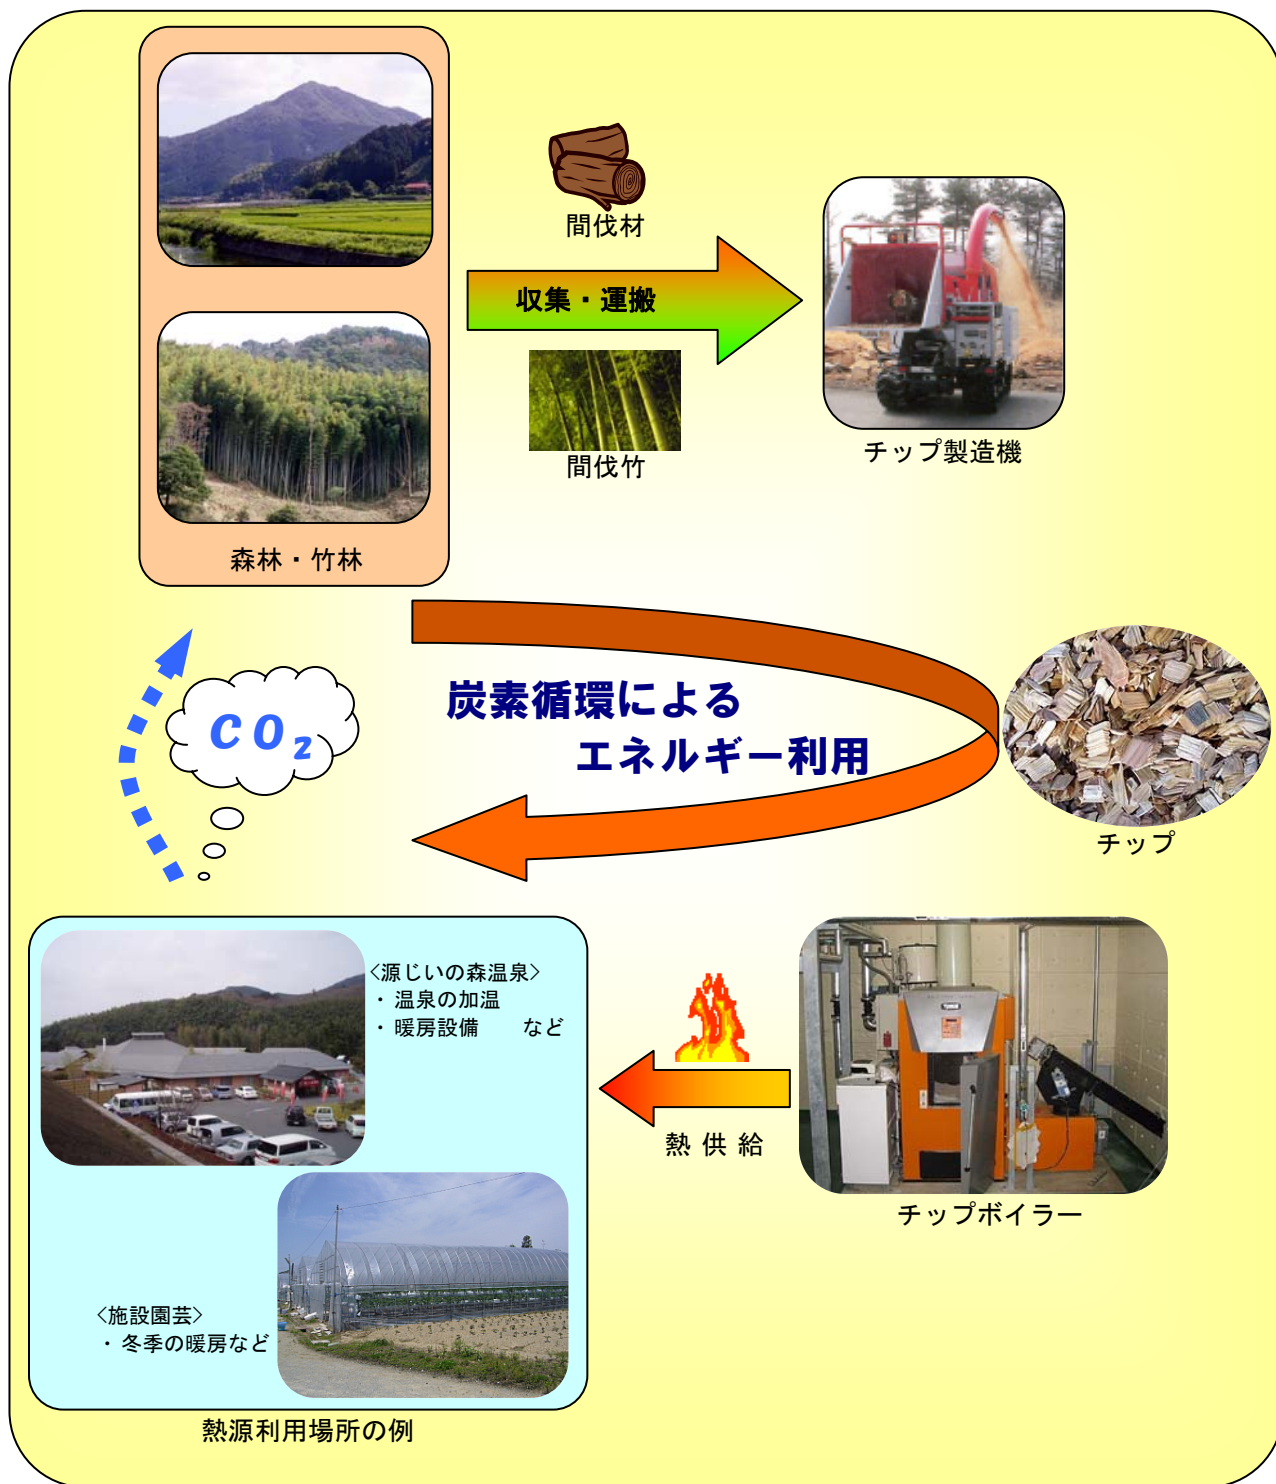 間伐材
収集・運搬
間伐竹
チップ製造機
森林・竹林
炭素循環による
エネルギー利用
CO₂
チップ
<源じいの森温泉>
・温泉の加温
・暖房設備　　など
熱供給
チップボイラー
<施設園芸>
・冬季の暖房など
熱源利用場所の例